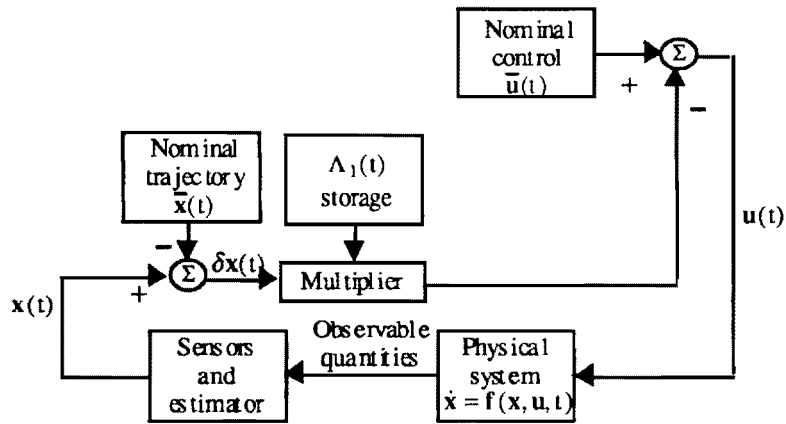 Nominal
control
ū(t)
Σ
+
−
Nominal
trajectory
x̄(t)
Λ₁(t)
storage
u(t)
−
Σ
δx(t)
Multiplier
+
x(t)
Sensors
and
estimator
Observable
quantities
Physical
system
ẋ = f(x, u, t)